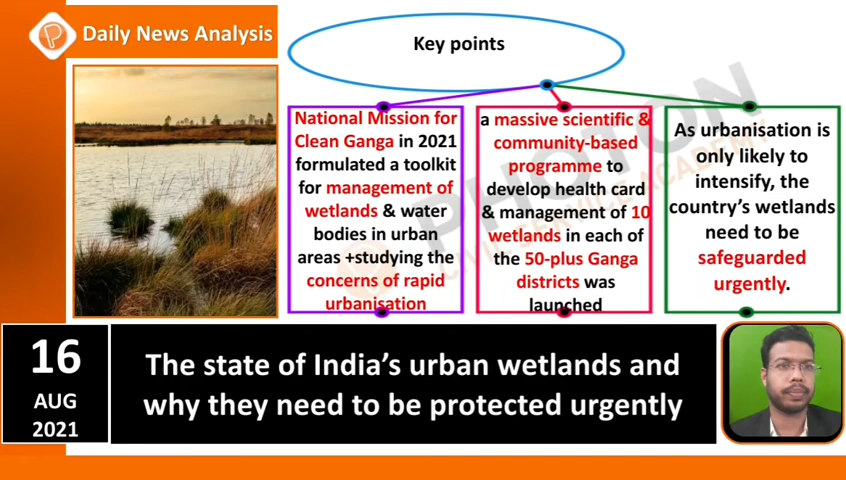 Daily News Analysis
Key points
National Mission for
Clean Ganga in 2021
formulated a toolkit
for management of
wetlands & water
bodies in urban
areas +studying the
concerns of rapid
urbanisation
a massive scientific &
community-based
programme to
develop health card
& management of 10
wetlands in each of
the 50-plus Ganga
districts was
launched
As urbanisation is
only likely to
intensify, the
country's wetlands
need to be
safeguarded
urgently.
PHOTON
CIVIL SERVICE ACADEMY
16
AUG
2021
The state of India's urban wetlands and
why they need to be protected urgently